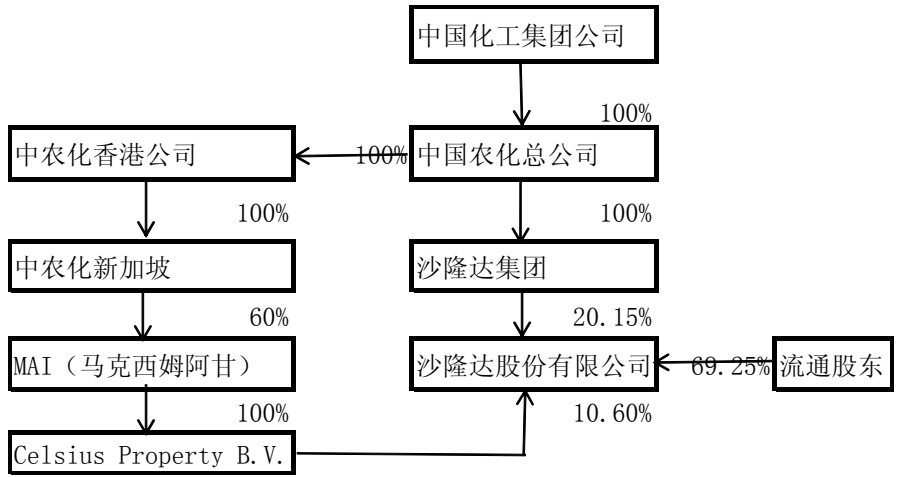 中国化工集团公司
100%
中农化香港公司
100%
中国农化总公司
100%
100%
中农化新加坡
沙隆达集团
60%
20.15%
MAI（马克西姆阿甘）
沙隆达股份有限公司
69.25%
流通股东
100%
10.60%
Celsius Property B.V.